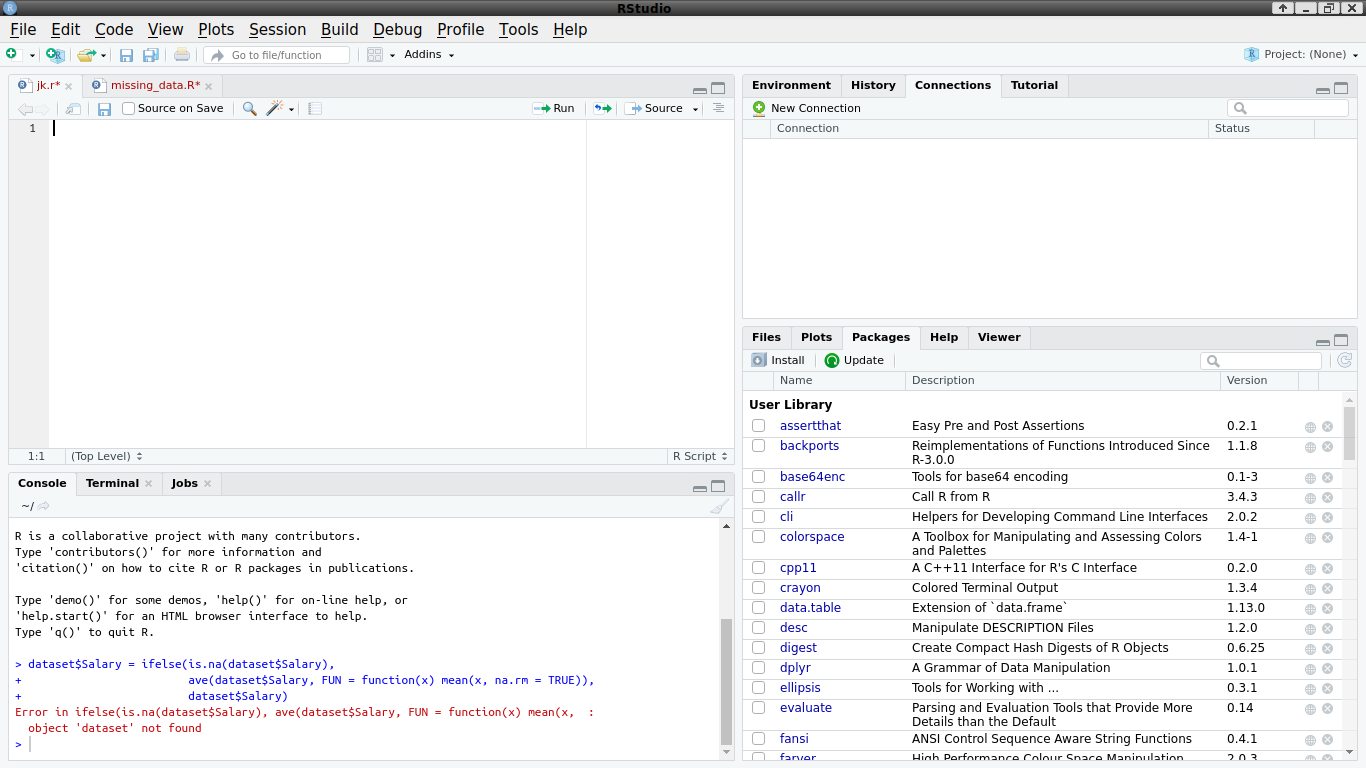 RStudio
File Edit Code View Plots Session Build Debug Profile Tools Help
Go to file/function Addins Project: (None)
jk.r* missing_data.R*
Source on Save Run Source
1
1:1 (Top Level) R Script
Console Terminal Jobs
~/
R is a collaborative project with many contributors.
Type 'contributors()' for more information and
'citation()' on how to cite R or R packages in publications.
Type 'demo()' for some demos, 'help()' for on-line help, or
'help.start()' for an HTML browser interface to help.
Type 'q()' to quit R.
> dataset$Salary = ifelse(is.na(dataset$Salary),
+                         ave(dataset$Salary, FUN = function(x) mean(x, na.rm = TRUE)),
+                         dataset$Salary)
Error in ifelse(is.na(dataset$Salary), ave(dataset$Salary, FUN = function(x) mean(x,  :
  object 'dataset' not found
>
Environment History Connections Tutorial
New Connection
Connection Status
Files Plots Packages Help Viewer
Install Update
Name Description Version
User Library
assertthat Easy Pre and Post Assertions 0.2.1
backports Reimplementations of Functions Introduced Since 1.1.8
R-3.0.0
base64enc Tools for base64 encoding 0.1-3
callr Call R from R 3.4.3
cli Helpers for Developing Command Line Interfaces 2.0.2
colorspace A Toolbox for Manipulating and Assessing Colors 1.4-1
and Palettes
cpp11 A C++11 Interface for R's C Interface 0.2.0
crayon Colored Terminal Output 1.3.4
data.table Extension of `data.frame` 1.13.0
desc Manipulate DESCRIPTION Files 1.2.0
digest Create Compact Hash Digests of R Objects 0.6.25
dplyr A Grammar of Data Manipulation 1.0.1
ellipsis Tools for Working with ... 0.3.1
evaluate Parsing and Evaluation Tools that Provide More 0.14
Details than the Default
fansi ANSI Control Sequence Aware String Functions 0.4.1
farver High Performance Colour Space Manipulation 2.0.3